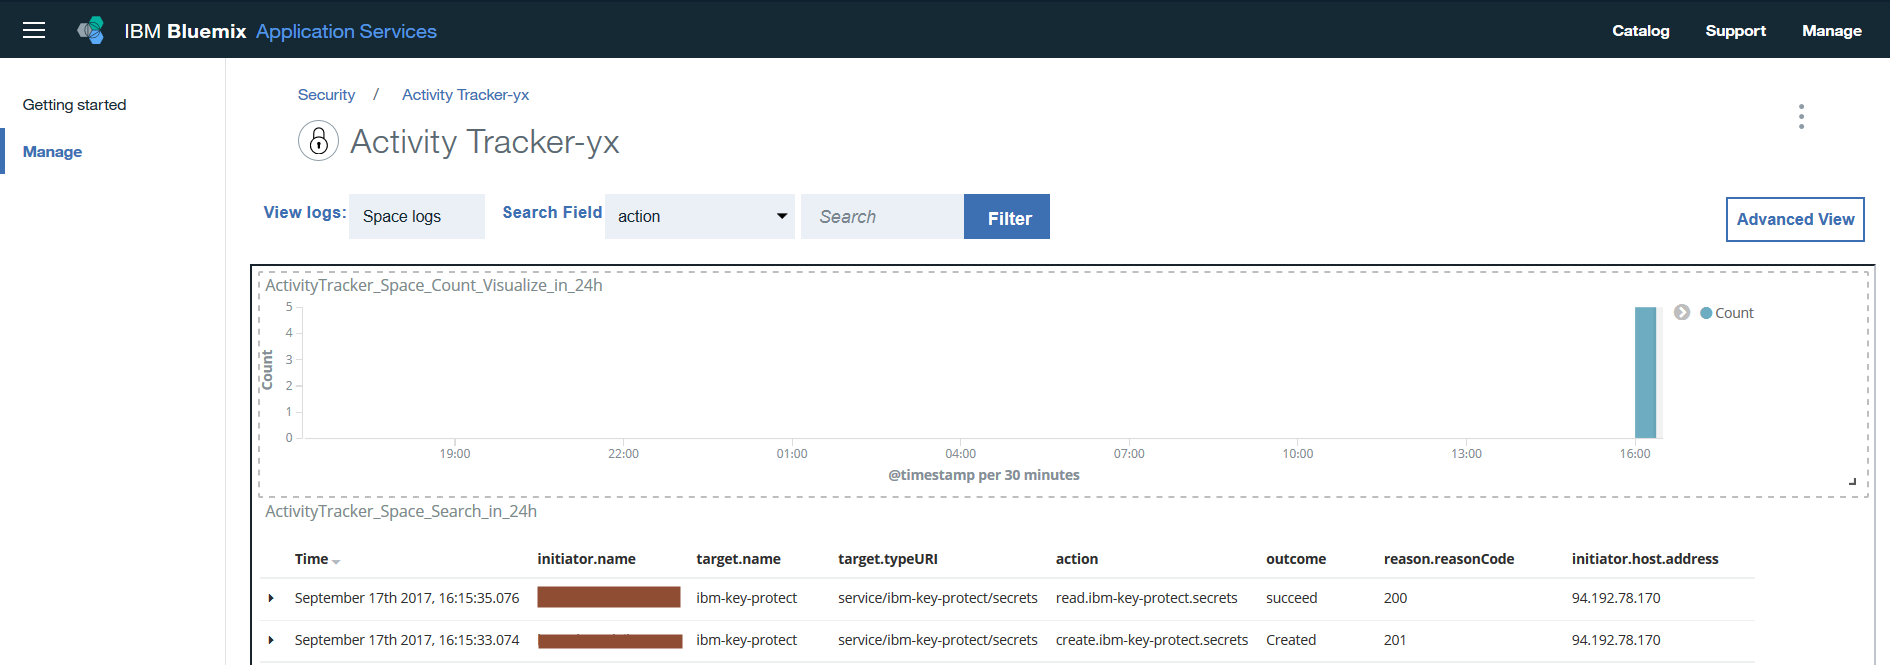 IBM Bluemix Application Services Catalog Support Manage
Getting started
Manage
Security / Activity Tracker-yx
Activity Tracker-yx
View logs: Space logs Search Field action Search Filter Advanced View
ActivityTracker_Space_Count_Visualize_in_24h
5
4
3
2
1
0
Count
Count
19:00 22:00 01:00 04:00 07:00 10:00 13:00 16:00
@timestamp per 30 minutes
ActivityTracker_Space_Search_in_24h
Time initiator.name target.name target.typeURI action outcome reason.reasonCode initiator.host.address
September 17th 2017, 16:15:35.076 ibm-key-protect service/ibm-key-protect/secrets read.ibm-key-protect.secrets succeed 200 94.192.78.170
September 17th 2017, 16:15:33.074 ibm-key-protect service/ibm-key-protect/secrets create.ibm-key-protect.secrets Created 201 94.192.78.170